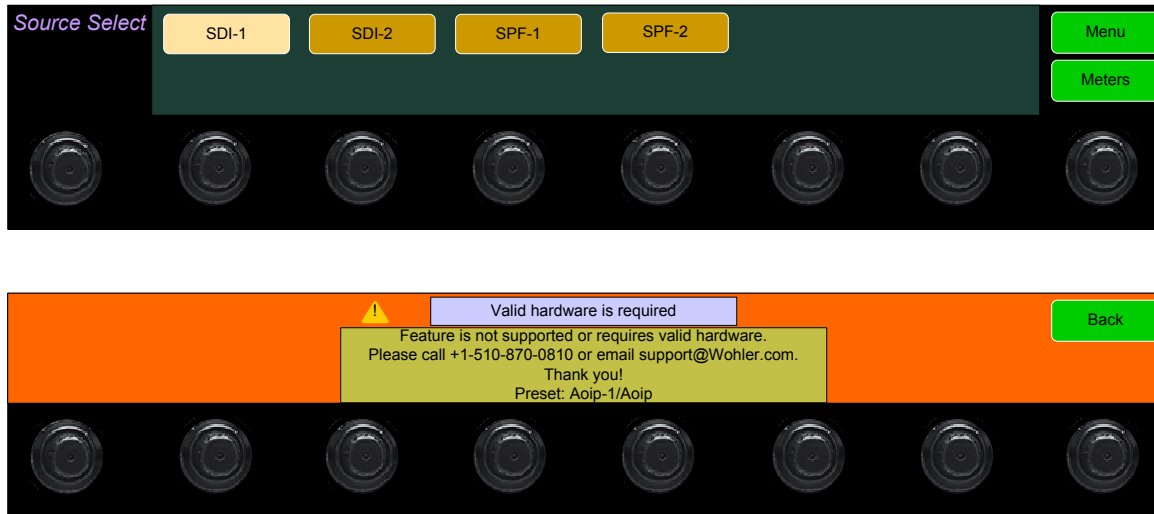 Source Select
SDI-1
SDI-2
SPF-1
SPF-2
Menu
Meters
!
Valid hardware is required
Back
Feature is not supported or requires valid hardware.
Please call +1-510-870-0810 or email support@Wohler.com.
Thank you!
Preset: Aoip-1/Aoip